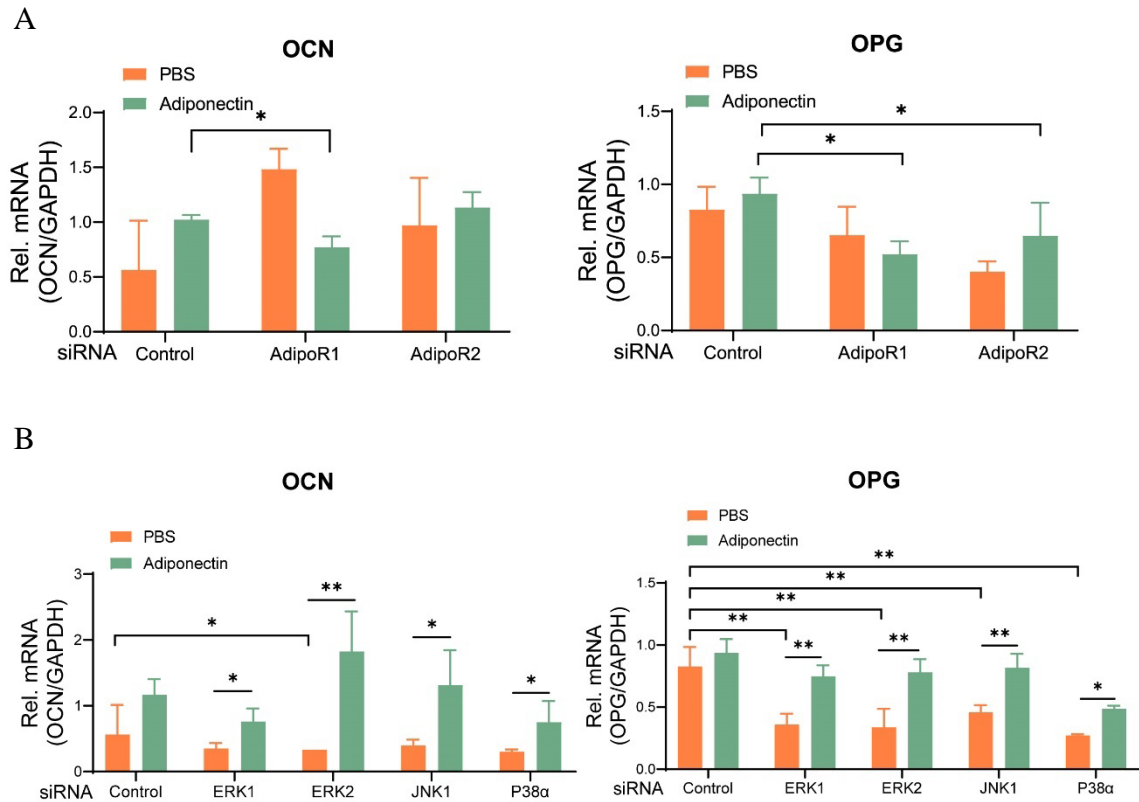 A
OCN
PBS
Adiponectin
*
2.0
1.5
1.0
0.5
0.0
Rel. mRNA
(OCN/GAPDH)
siRNA
Control
AdipoR1
AdipoR2
OPG
PBS
Adiponectin
*
*
1.5
1.0
0.5
0.0
Rel. mRNA
(OPG/GAPDH)
siRNA
Control
AdipoR1
AdipoR2
B
OCN
PBS
Adiponectin
**
*
*
*
*
3
2
1
0
Rel. mRNA
(OCN/GAPDH)
siRNA
Control
ERK1
ERK2
JNK1
P38α
OPG
PBS
Adiponectin
**
**
**
**
**
**
**
*
1.5
1.0
0.5
0.0
Rel. mRNA
(OPG/GAPDH)
siRNA
Control
ERK1
ERK2
JNK1
P38α